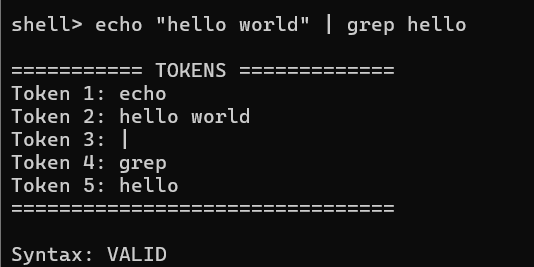 shell> echo "hello world" | grep hello
=========== TOKENS =============
Token 1: echo
Token 2: hello world
Token 3: |
Token 4: grep
Token 5: hello
================================
Syntax: VALID